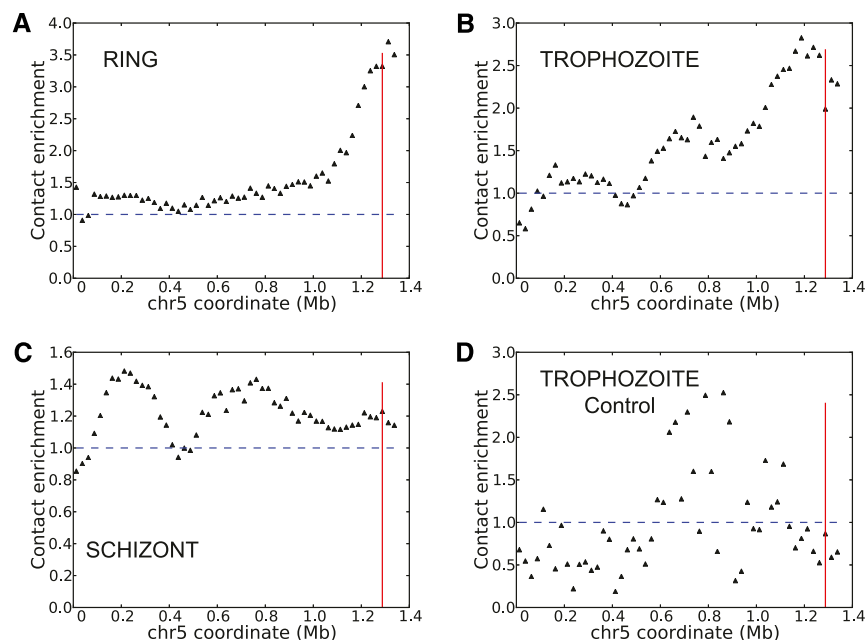 A
RING
Contact enrichment
4.0
3.5
3.0
2.5
2.0
1.5
1.0
0.5
0.0
0 0.2 0.4 0.6 0.8 1.0 1.2 1.4
chr5 coordinate (Mb)
B
TROPHOZOITE
Contact enrichment
3.0
2.5
2.0
1.5
1.0
0.5
0.0
0 0.2 0.4 0.6 0.8 1.0 1.2 1.4
chr5 coordinate (Mb)
C
SCHIZONT
Contact enrichment
1.6
1.4
1.2
1.0
0.8
0.6
0.4
0.2
0.0
0 0.2 0.4 0.6 0.8 1.0 1.2 1.4
chr5 coordinate (Mb)
D
TROPHOZOITE
Control
Contact enrichment
3.0
2.5
2.0
1.5
1.0
0.5
0.0
0 0.2 0.4 0.6 0.8 1.0 1.2 1.4
chr5 coordinate (Mb)